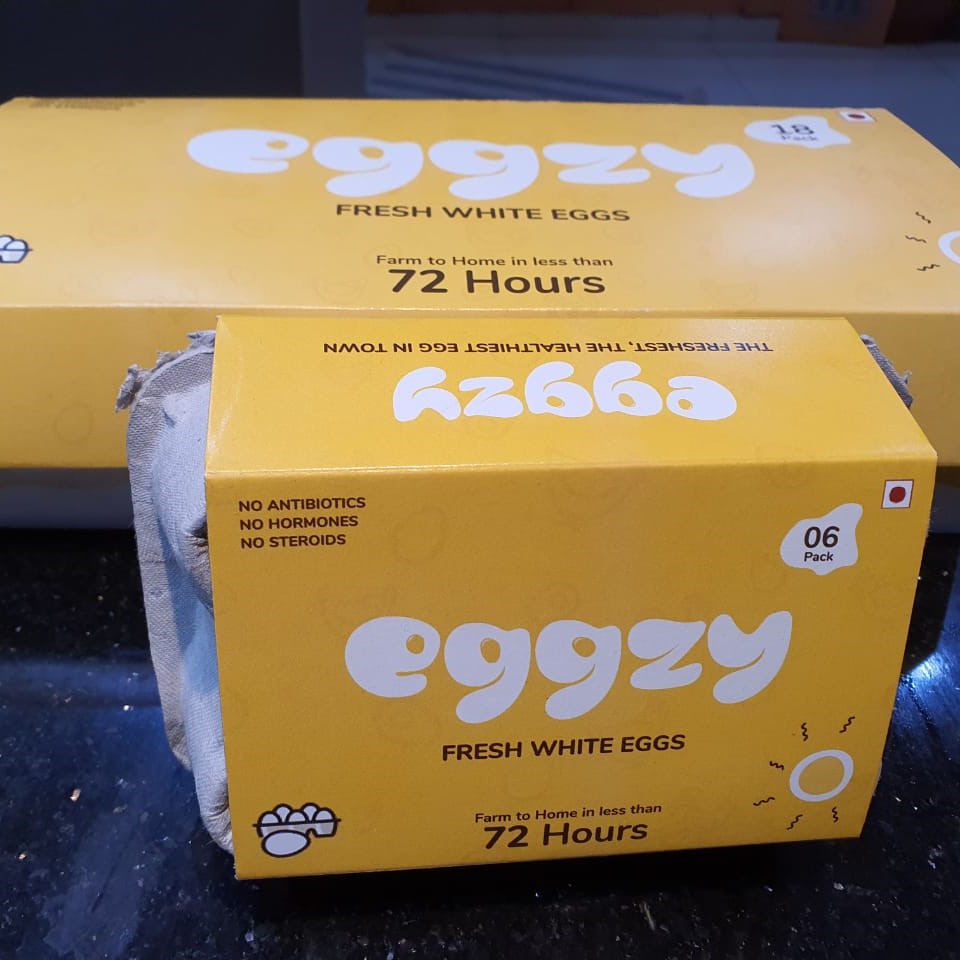 18
Pack
eggzy
FRESH WHITE EGGS
Farm to Home in less than
72 Hours
THE FRESHEST, THE HEALTHIEST EGG IN TOWN
eggzy
NO ANTIBIOTICS
NO HORMONES
NO STEROIDS
06
Pack
eggzy
FRESH WHITE EGGS
Farm to Home in less than
72 Hours